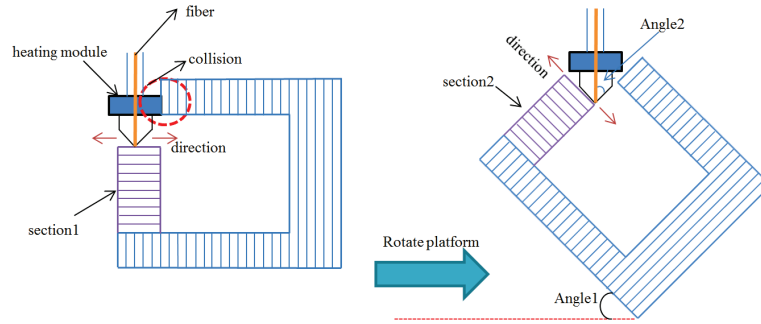 fiber
heating module
collision
direction
section1
Rotate platform
direction
Angle2
section2
Angle1